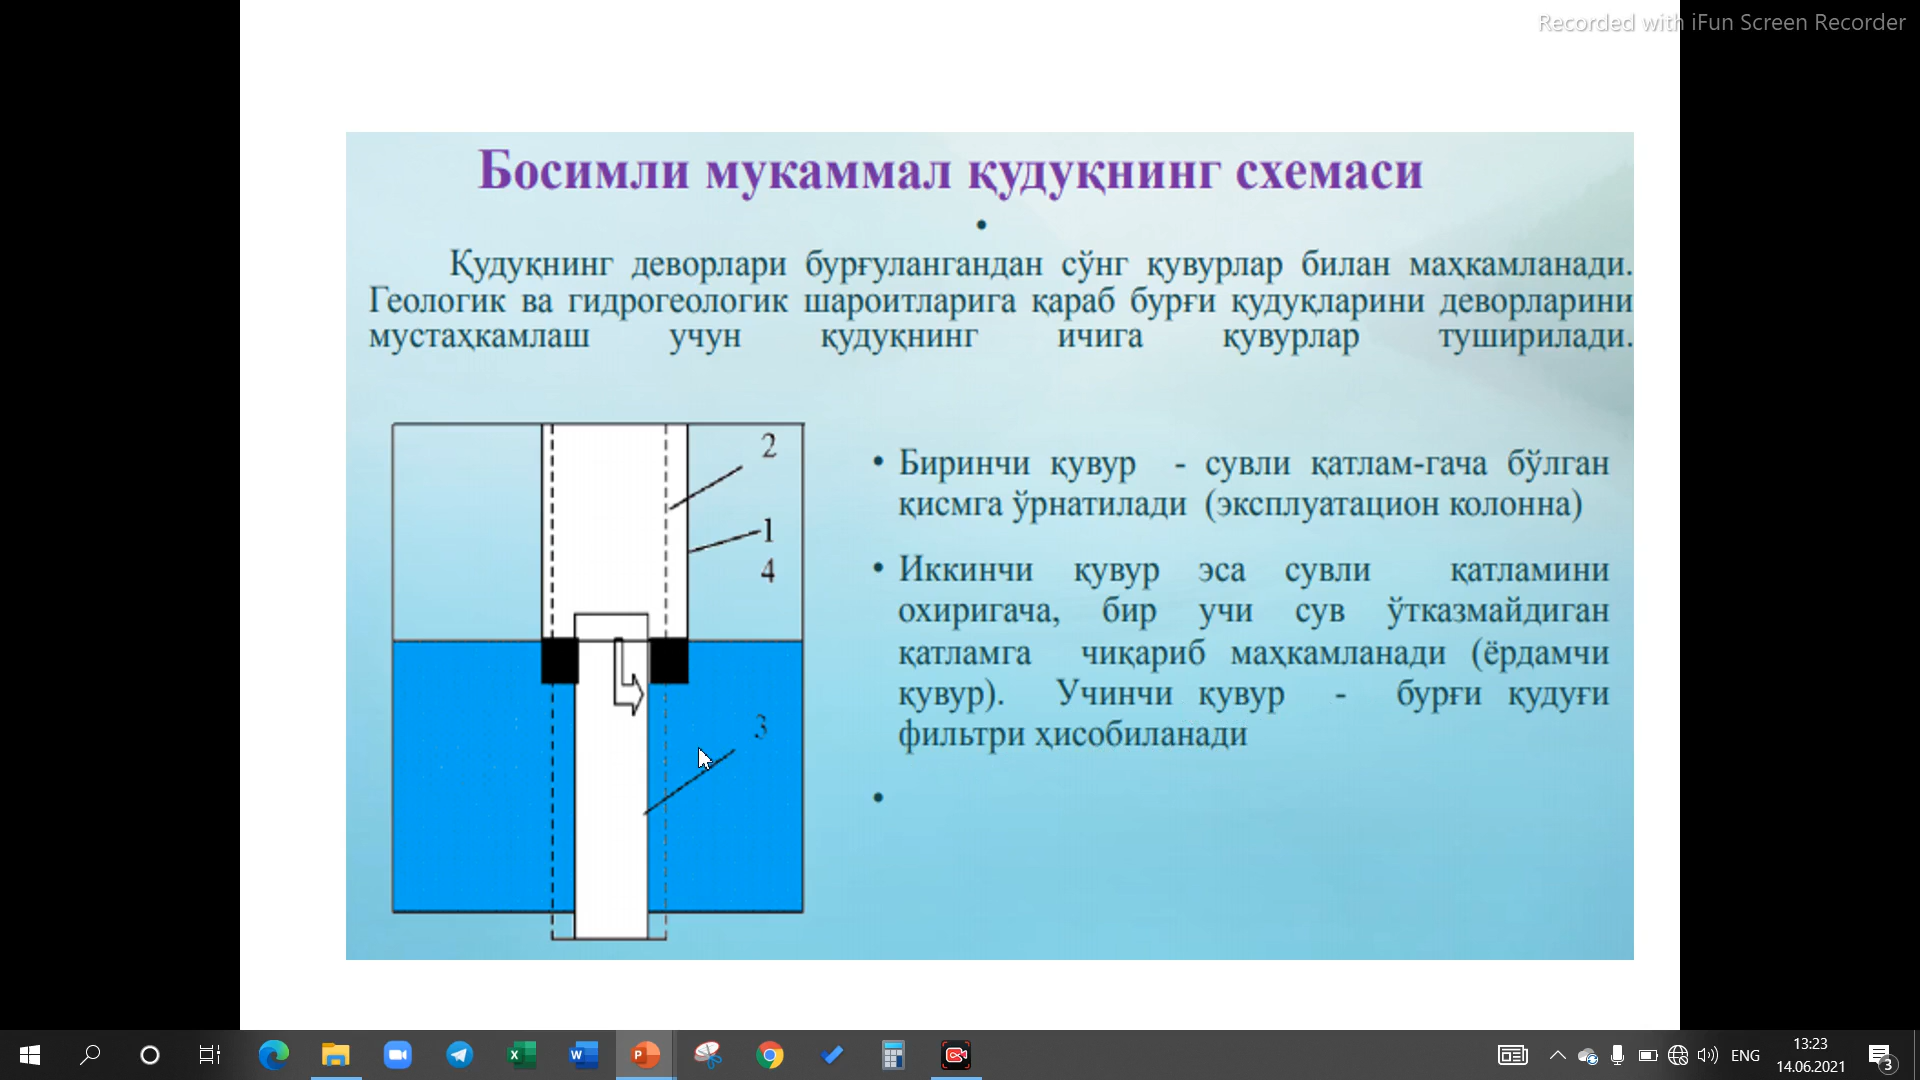 Recorded with iFun Screen Recorder
Босимли мукаммал қудуқнинг схемаси
•
Қудуқнинг деворлари бурғулангандан сўнг қувурлар билан маҳкамланади.
Геологик ва гидрогеологик шароитларига қараб бурғи қудуқларини деворларини
мустаҳкамлаш учун қудуқнинг ичига қувурлар туширилади.
2
1
4
3
• Биринчи қувур - сувли қатлам-гача бўлган
қисмга ўрнатилади (эксплуатацион колонна)
• Иккинчи қувур эса сувли қатламини
охиригача, бир учи сув ўтказмайдиган
қатламга чиқариб маҳкамланади (ёрдамчи
қувур). Учинчи қувур - бурғи қудуғи
фильтри ҳисобиланади
•
ENG
13:23
14.06.2021
3